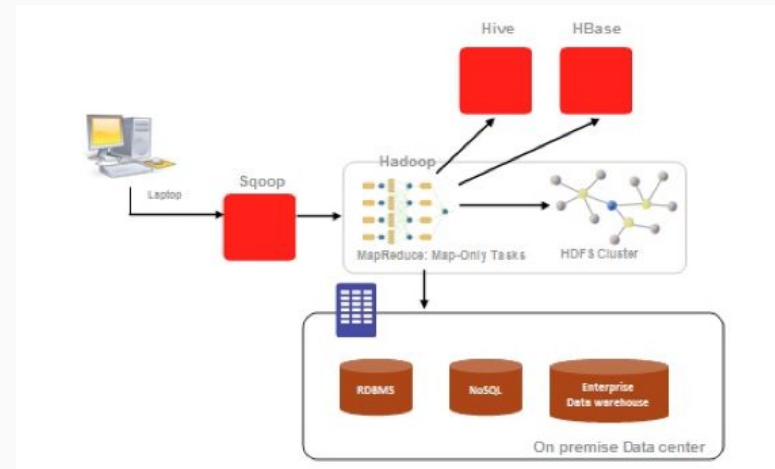 Hive
HBase
Hadoop
Laptop
Sqoop
MapReduce: Map-Only Tasks
HDFS Cluster
RDBMS
NoSQL
Enterprise
Data warehouse
On premise Data center